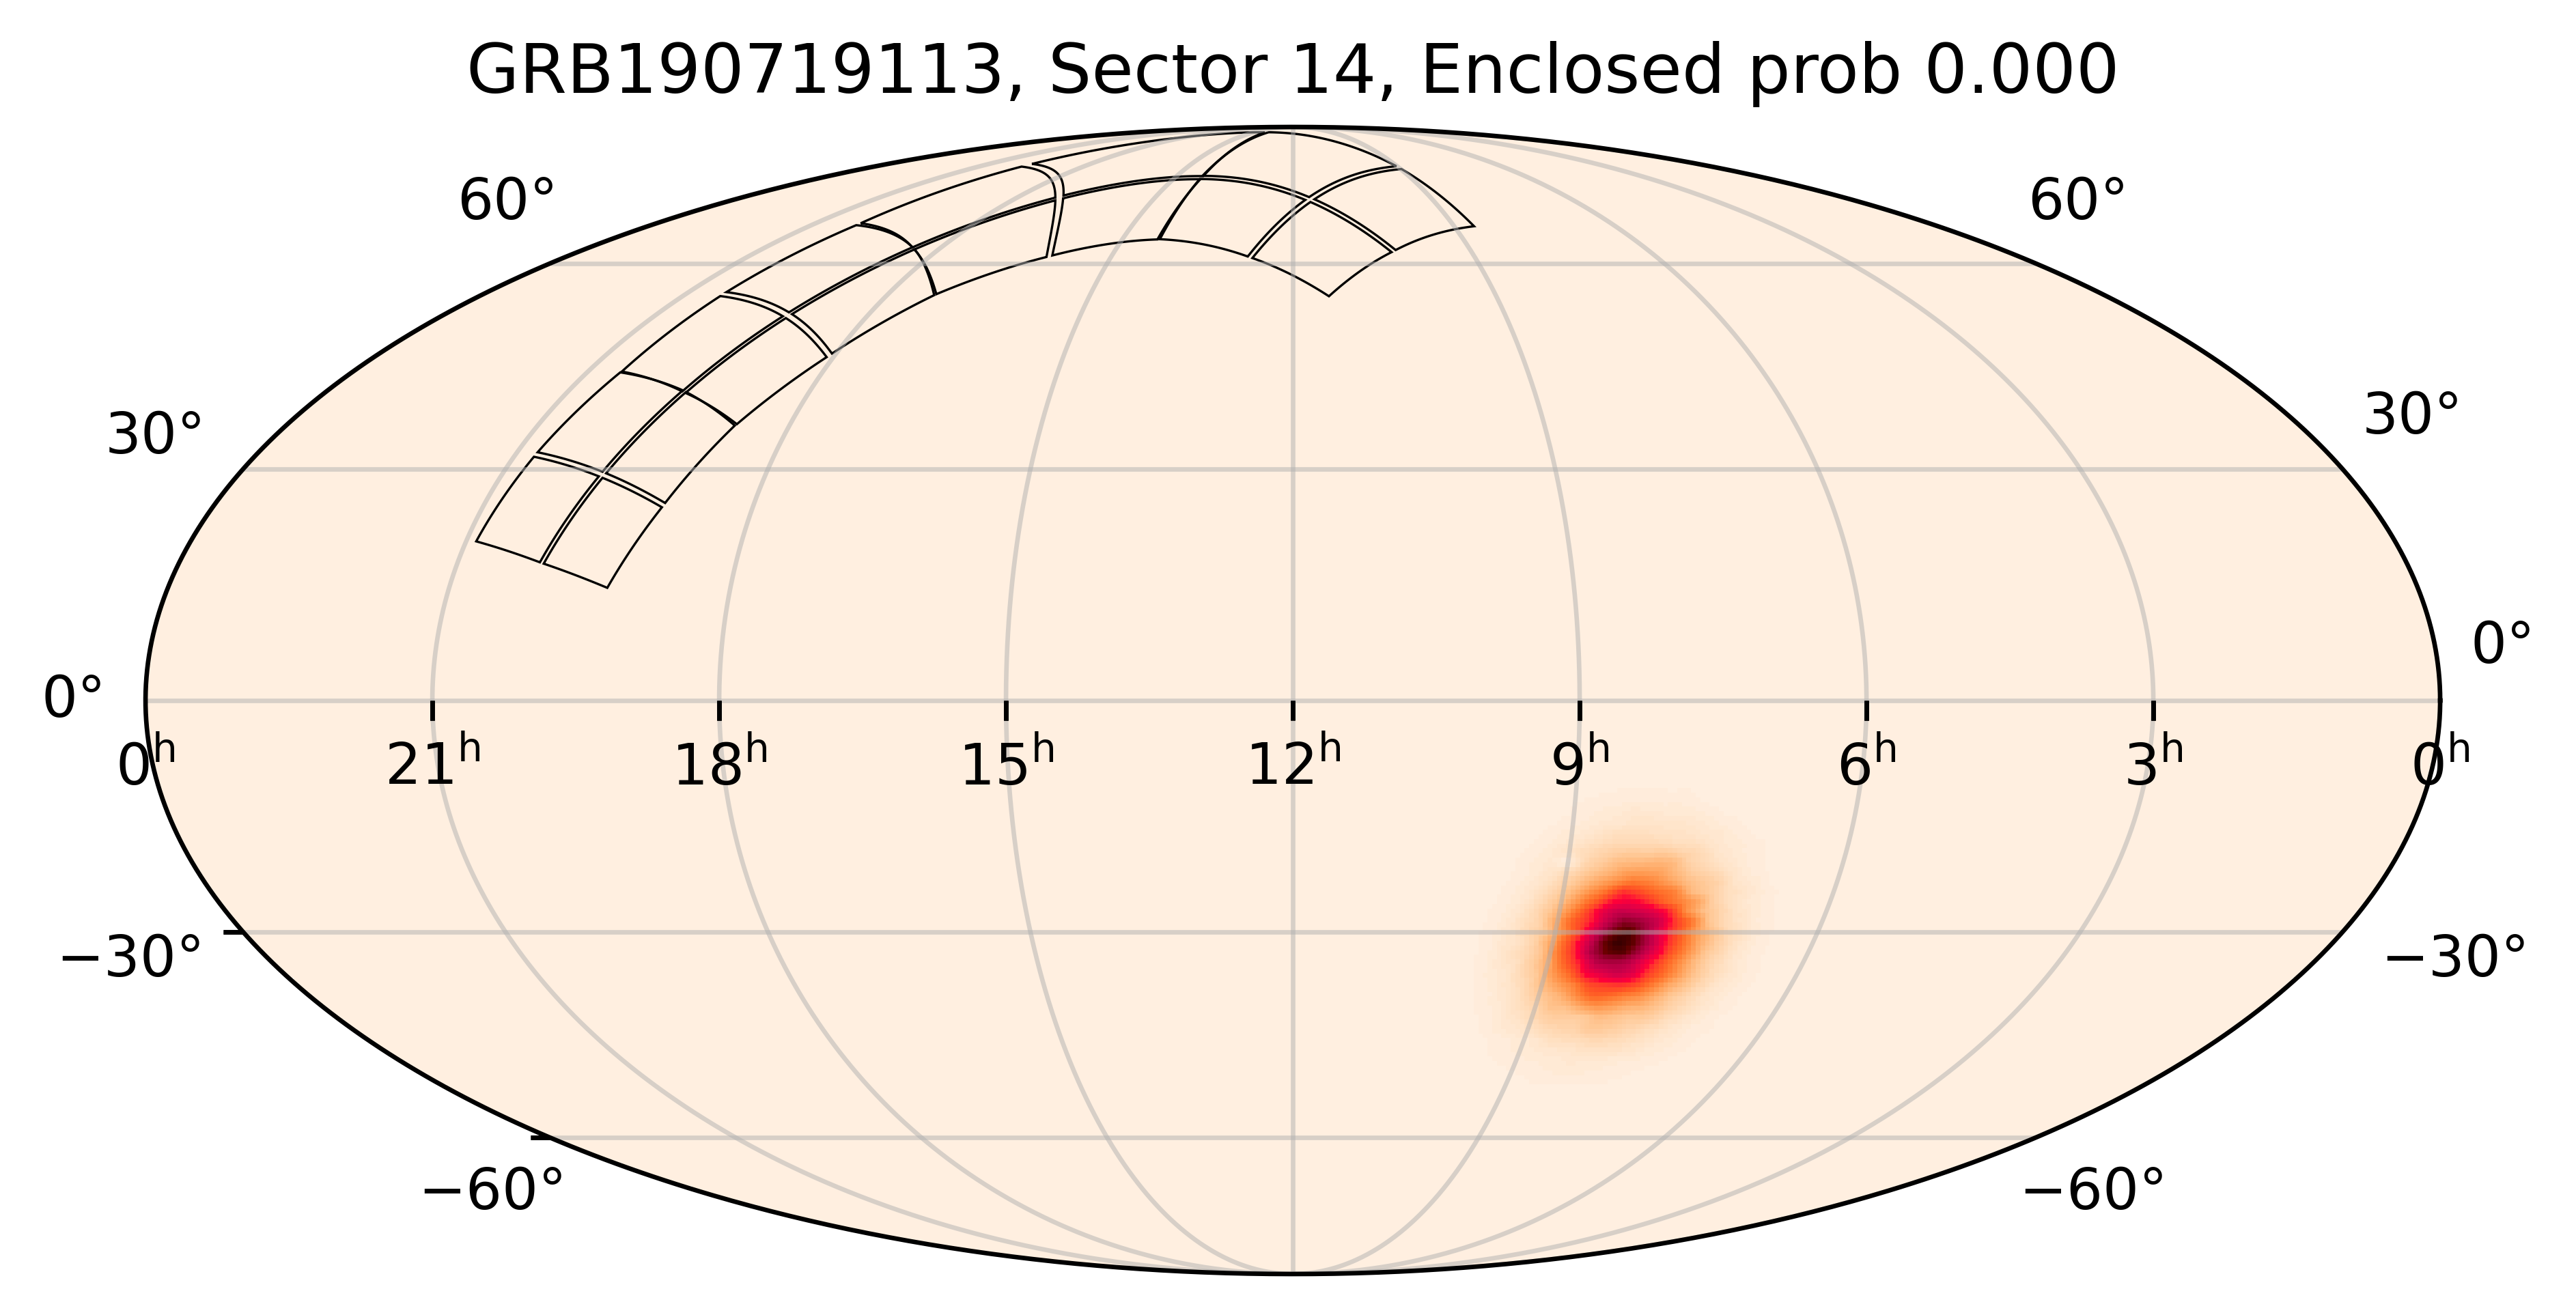 GRB190719113, Sector 14, Enclosed prob 0.000
60° 60°
30° 30°
0° 0°
0h 21h 18h 15h 12h 9h 6h 3h 0h
−30° −30°
−60° −60°